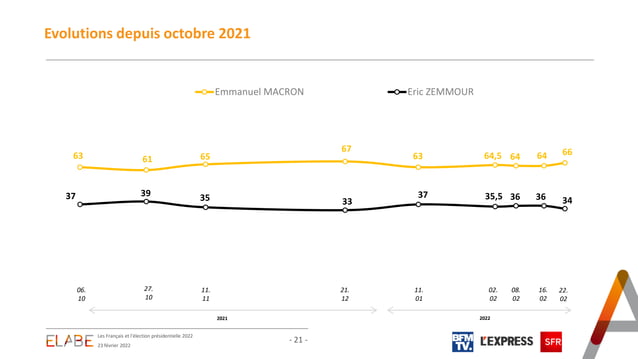 Evolutions depuis octobre 2021
Emmanuel MACRON Eric ZEMMOUR
63 61 65 67 63 64,5 64 64 66
37 39 35 33 37 35,5 36 36 34
06. 27. 11. 21. 11. 02. 08. 16. 22.
10 10 11 12 01 02 02 02 02
2021 2022
ELABE
Les Français et l'élection présidentielle 2022
23 février 2022
- 21 -
BFM
TV.
L'EXPRESS
SFR